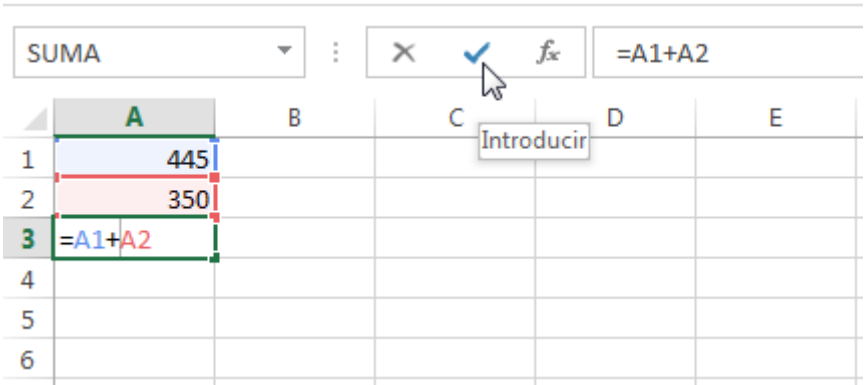 SUMA fx =A1+A2
A B C D E
Introducir
1 445
2 350
3 =A1+A2
4
5
6